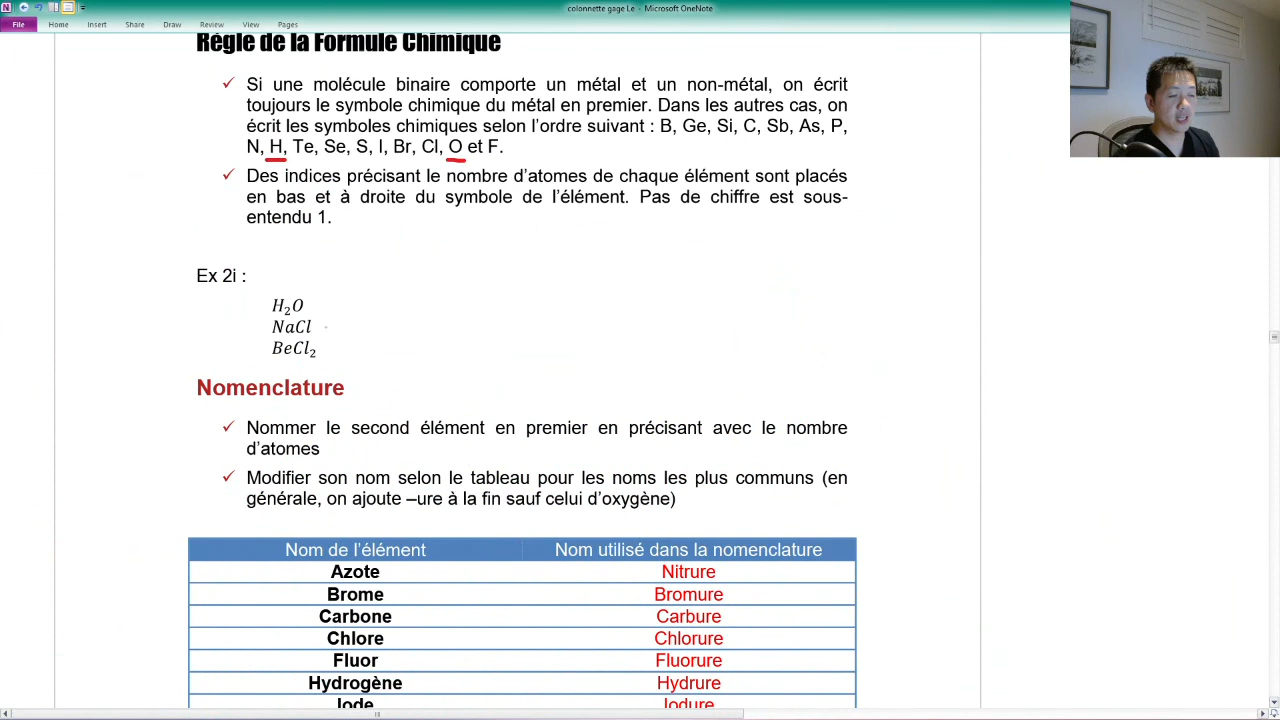 colonnette gage Le - Microsoft OneNote
File Home Insert Share Draw Review View Pages
Règle de la Formule Chimique
✓ Si une molécule binaire comporte un métal et un non-métal, on écrit
toujours le symbole chimique du métal en premier. Dans les autres cas, on
écrit les symboles chimiques selon l'ordre suivant : B, Ge, Si, C, Sb, As, P,
N, H, Te, Se, S, I, Br, Cl, O et F.
✓ Des indices précisant le nombre d'atomes de chaque élément sont placés
en bas et à droite du symbole de l'élément. Pas de chiffre est sous-
entendu 1.
Ex 2i :
H₂O
NaCl
BeCl₂
Nomenclature
✓ Nommer le second élément en premier en précisant avec le nombre
d'atomes
✓ Modifier son nom selon le tableau pour les noms les plus communs (en
générale, on ajoute –ure à la fin sauf celui d'oxygène)
Nom de l'élément Nom utilisé dans la nomenclature
Azote Nitrure
Brome Bromure
Carbone Carbure
Chlore Chlorure
Fluor Fluorure
Hydrogène Hydrure
Iode Iodure